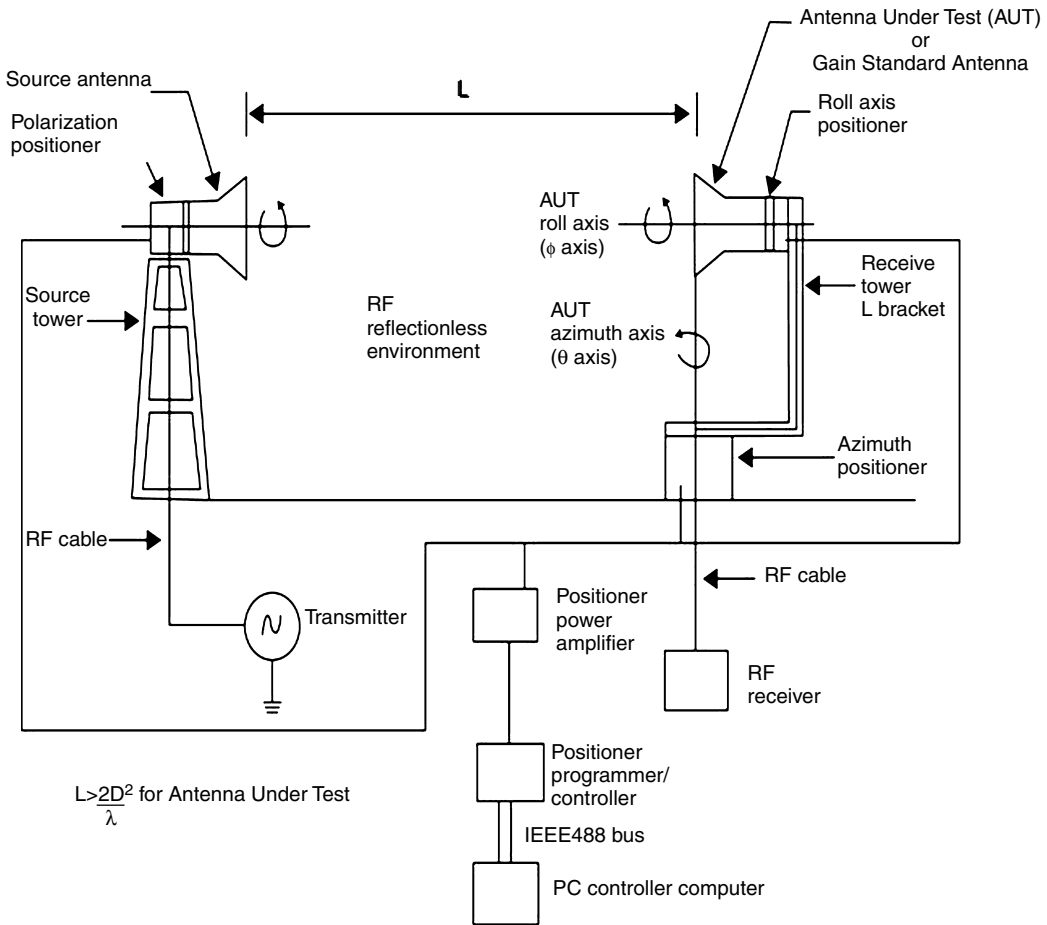 Antenna Under Test (AUT)
or
Gain Standard Antenna
Source antenna
L
Roll axis
positioner
Polarization
positioner
AUT
roll axis
(ϕ axis)
Receive
tower
L bracket
Source
tower
RF
reflectionless
environment
AUT
azimuth axis
(θ axis)
Azimuth
positioner
RF cable
RF cable
Transmitter
Positioner
power
amplifier
RF
receiver
Positioner
programmer/
controller
L>2D² for Antenna Under Test
λ
IEEE488 bus
PC controller computer